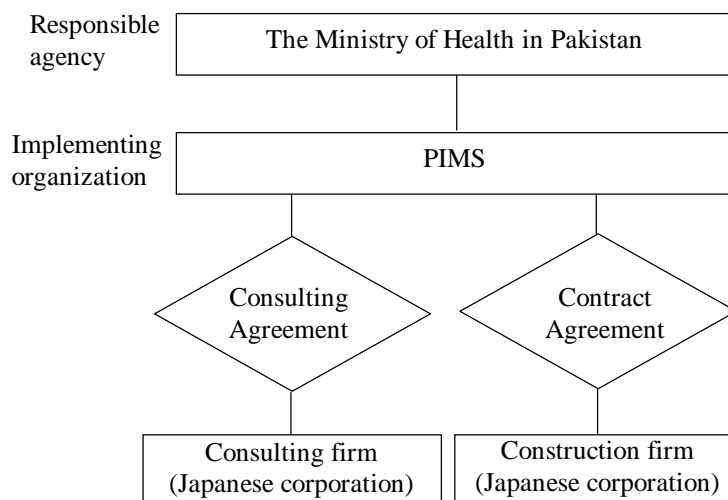 Responsible
agency
The Ministry of Health in Pakistan
Implementing
organization
PIMS
Consulting
Agreement
Contract
Agreement
Consulting firm
(Japanese corporation)
Construction firm
(Japanese corporation)